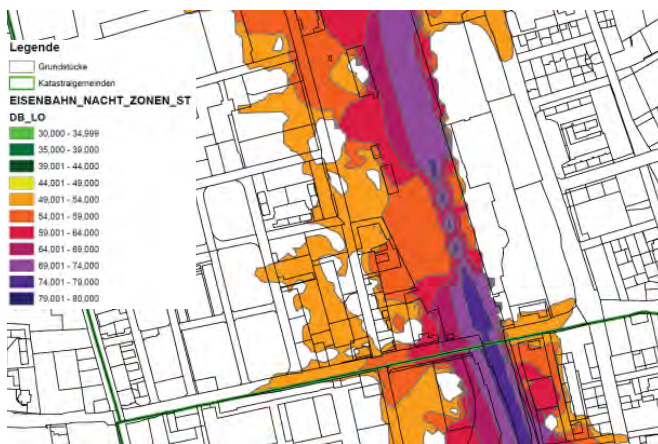 Legende
Grundstücke
Katastralgemeinden
EISENBAHN_NACHT_ZONEN_ST
DB_LO
30,000 - 34,999
35,000 - 39,000
39,001 - 44,000
44,001 - 49,000
49,001 - 54,000
54,001 - 59,000
59,001 - 64,000
64,001 - 69,000
69,001 - 74,000
74,001 - 79,000
79,001 - 80,000